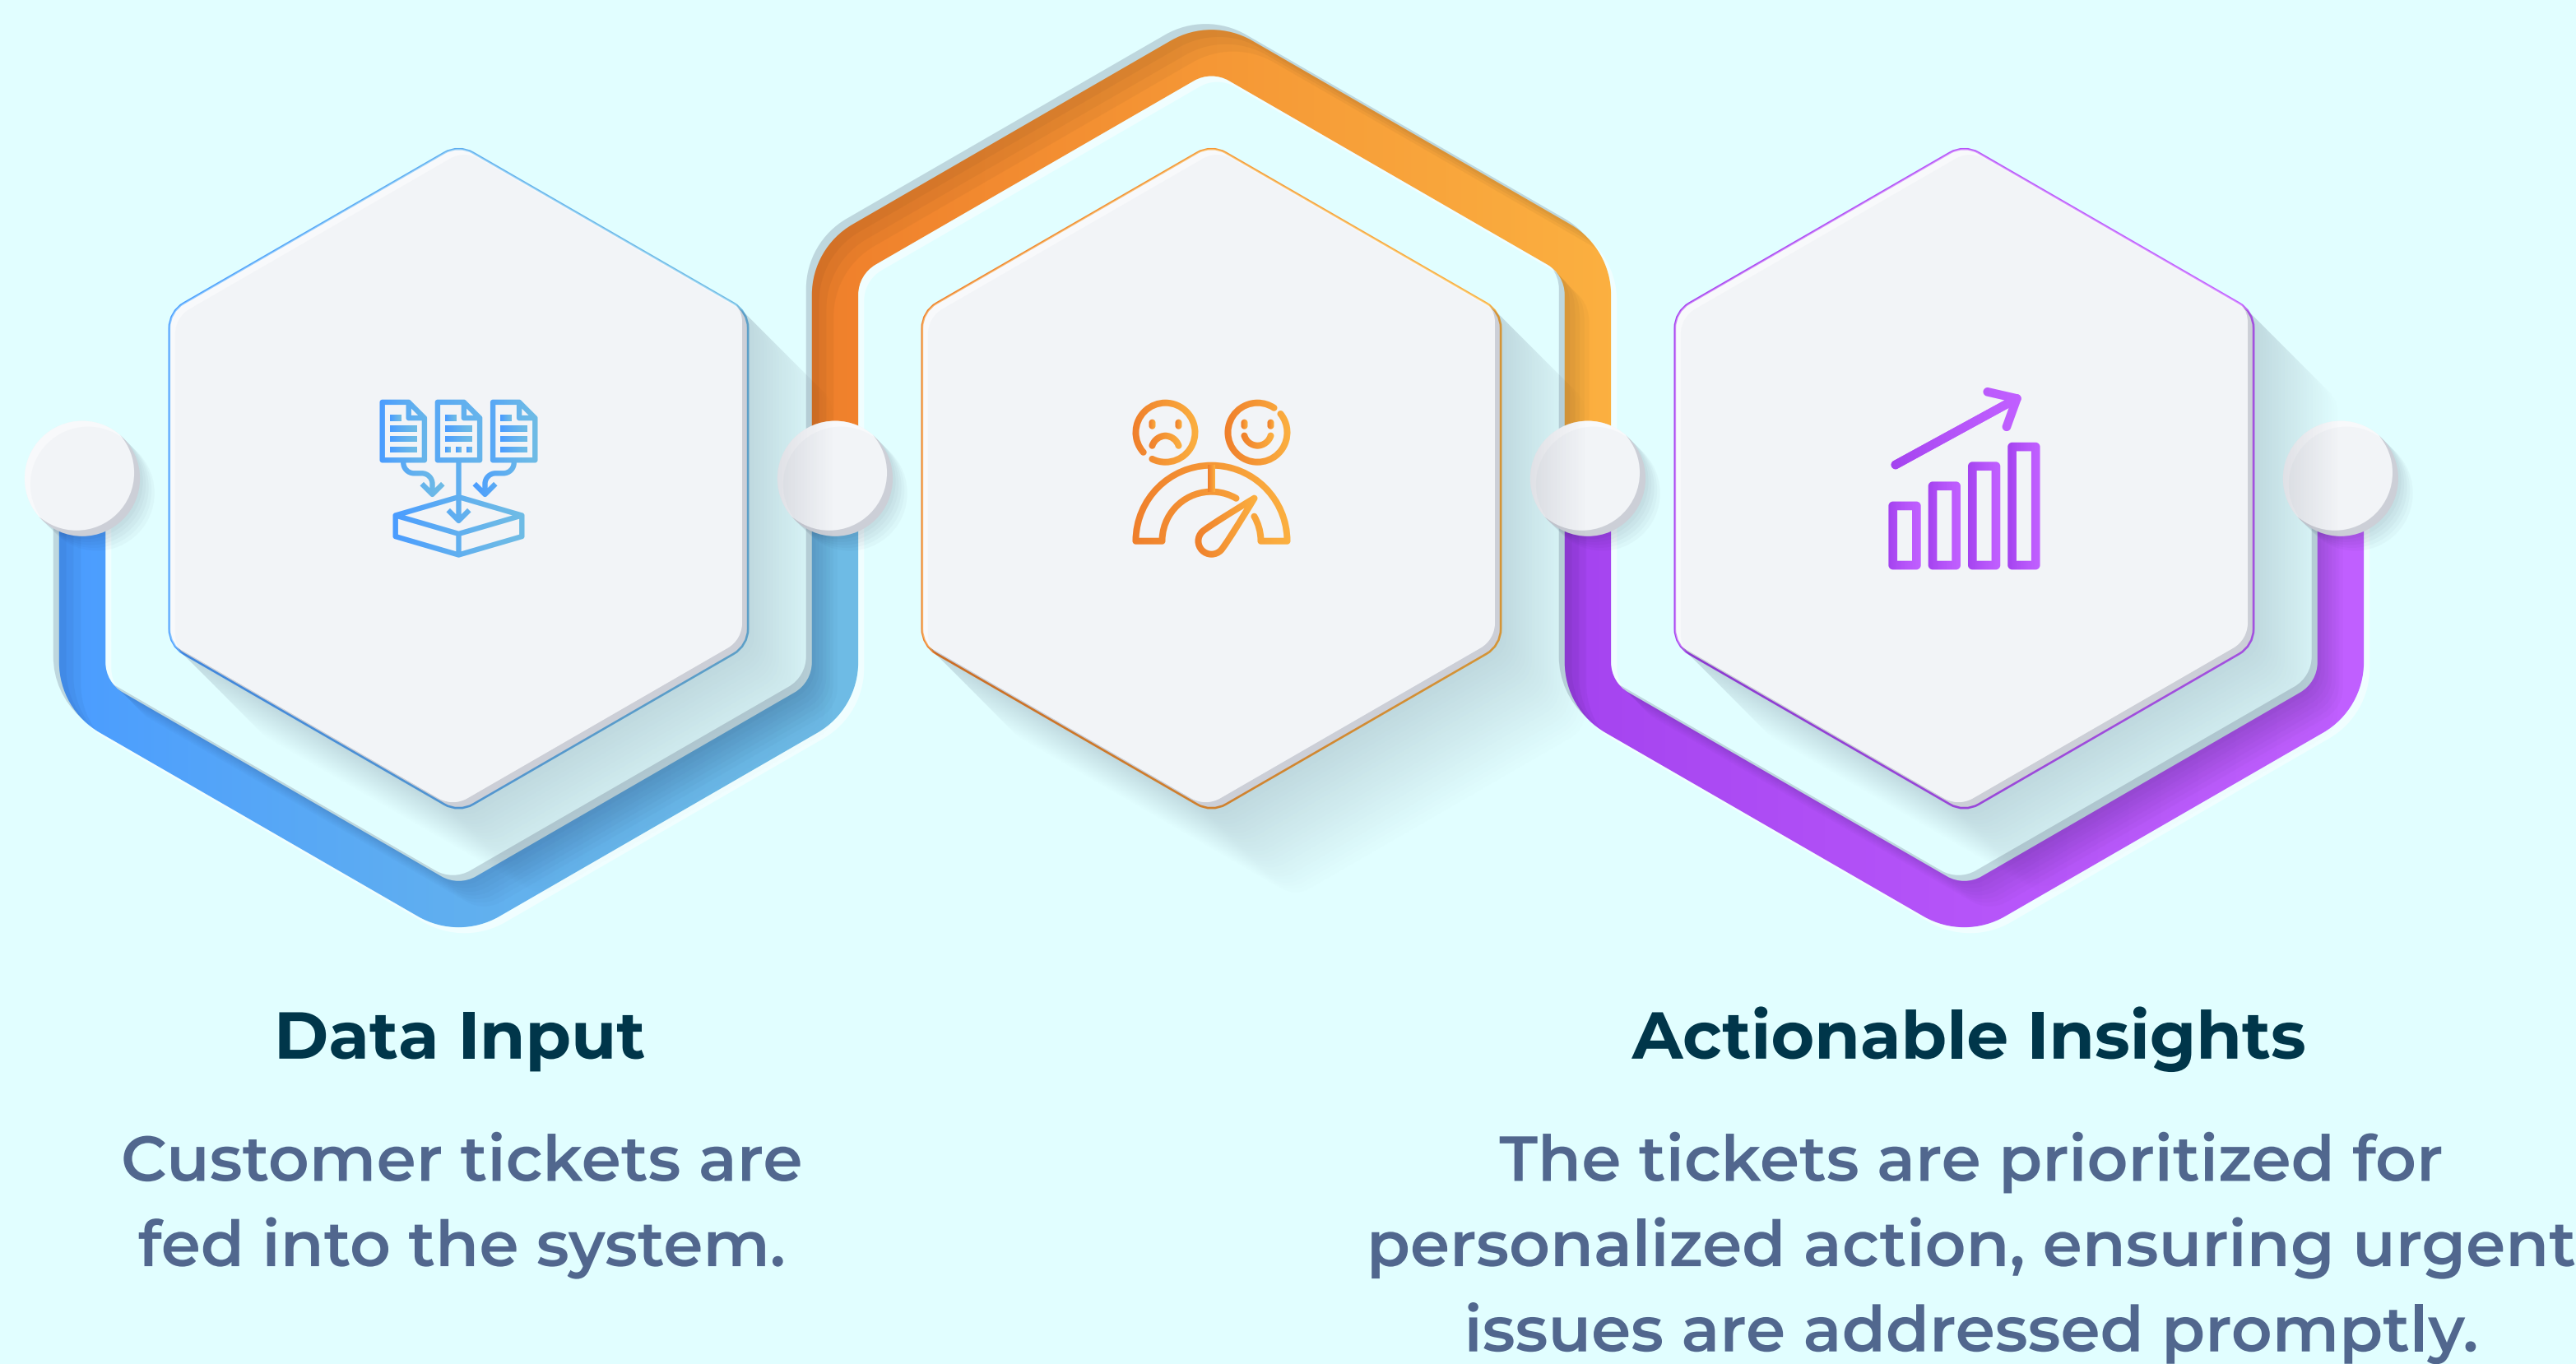 Data Input
Customer tickets are
fed into the system.
Actionable Insights
The tickets are prioritized for
personalized action, ensuring urgent
issues are addressed promptly.